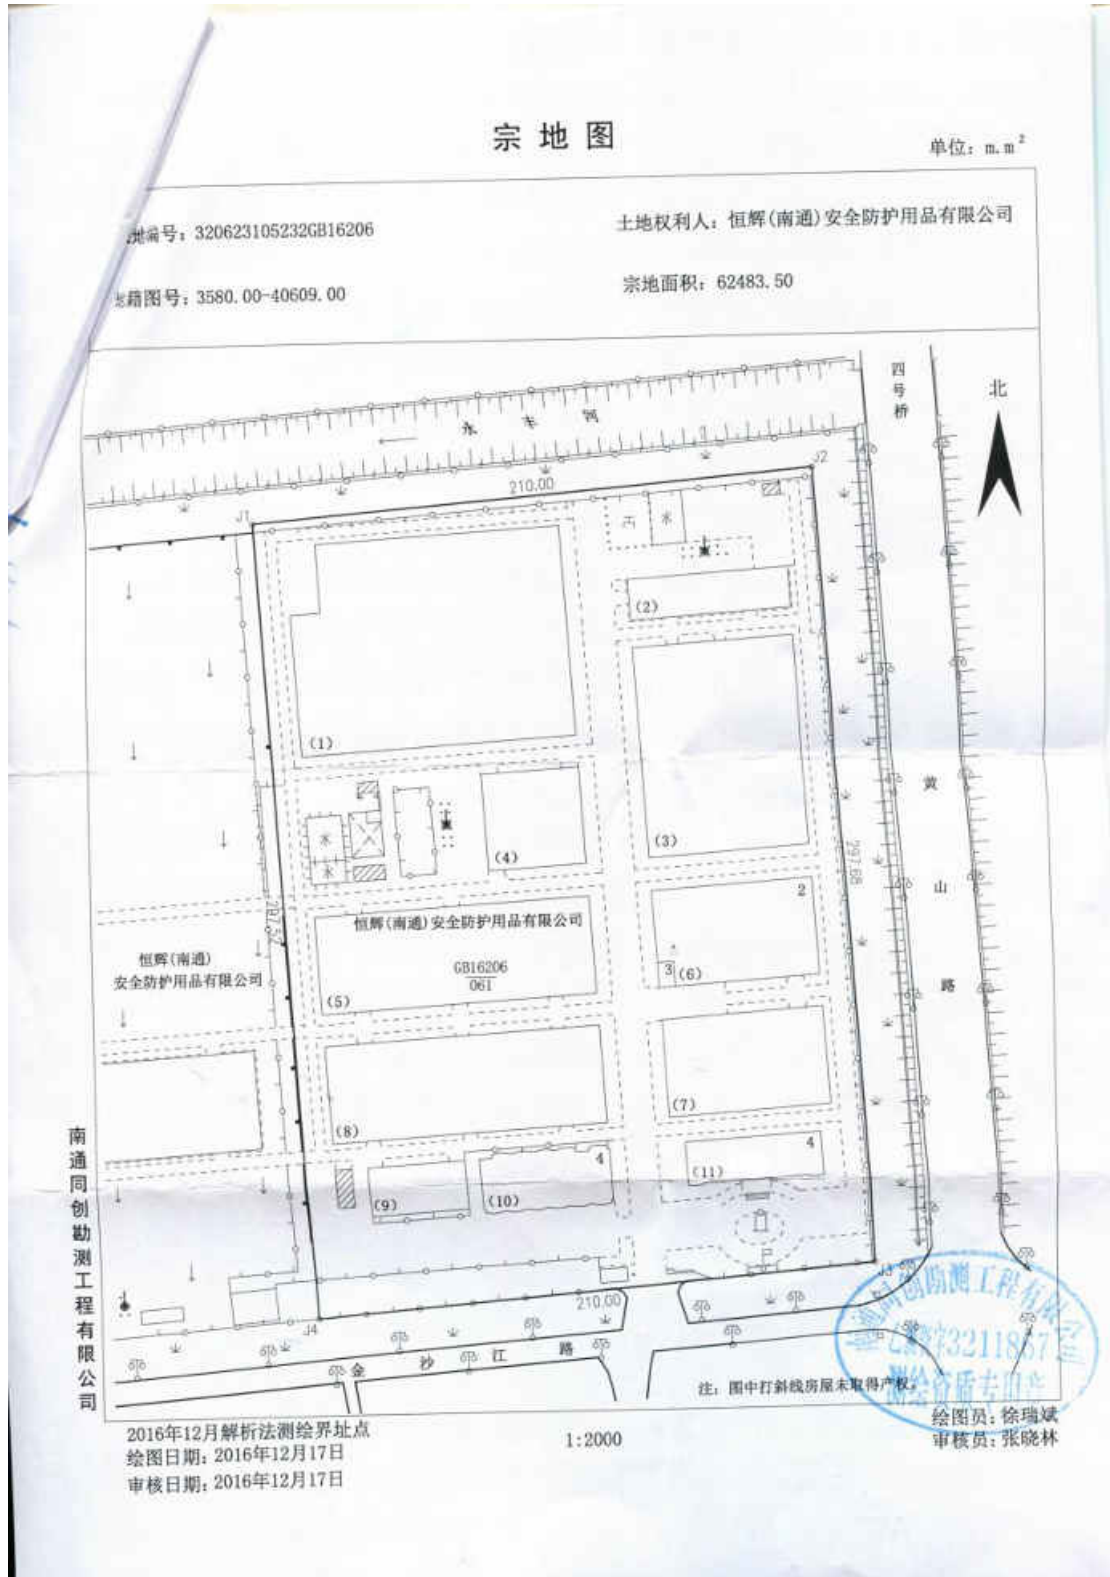 宗地图
单位：m.m²
地编号：320623105232GB16206
土地权利人：恒辉(南通)安全防护用品有限公司
籍图号：3580.00-40609.00
宗地面积：62483.50
四号桥
北
永丰河
J1
210.00
J2
水
(2)
(1)
(3)
(4)
水
水
297.68
黄山路
297.52
恒辉(南通)安全防护用品有限公司
GB16206
061
(5)
2
3
(6)
恒辉(南通)
安全防护用品有限公司
(7)
(8)
4
(9)
(10)
4
(11)
J3
J4
210.00
金沙江路
注：图中打斜线房屋未取得产权。
南通同创勘测工程有限公司
2016年12月解析法测绘界址点
绘图日期：2016年12月17日
审核日期：2016年12月17日
1:2000
绘图员：徐瑞斌
审核员：张晓林
测绘资质专用章